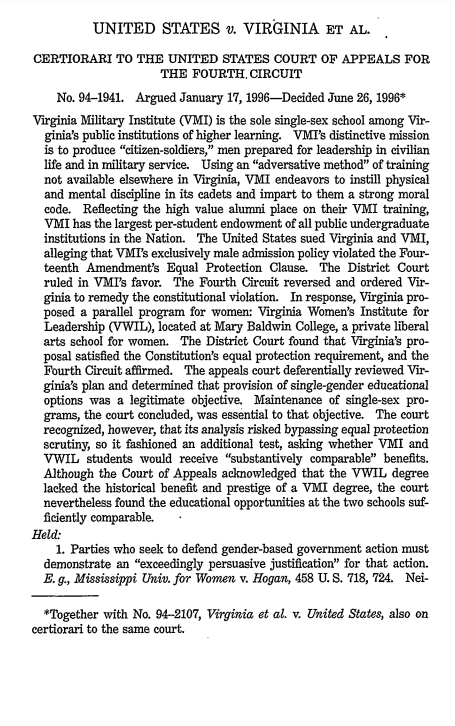 UNITED STATES v. VIRGINIA ET AL.
CERTIORARI TO THE UNITED STATES COURT OF APPEALS FOR
THE FOURTH CIRCUIT
No. 94–1941. Argued January 17, 1996—Decided June 26, 1996*
Virginia Military Institute (VMI) is the sole single-sex school among Vir-
ginia's public institutions of higher learning. VMI's distinctive mission
is to produce "citizen-soldiers," men prepared for leadership in civilian
life and in military service. Using an "adversative method" of training
not available elsewhere in Virginia, VMI endeavors to instill physical
and mental discipline in its cadets and impart to them a strong moral
code. Reflecting the high value alumni place on their VMI training,
VMI has the largest per-student endowment of all public undergraduate
institutions in the Nation. The United States sued Virginia and VMI,
alleging that VMI's exclusively male admission policy violated the Four-
teenth Amendment's Equal Protection Clause. The District Court
ruled in VMI's favor. The Fourth Circuit reversed and ordered Vir-
ginia to remedy the constitutional violation. In response, Virginia pro-
posed a parallel program for women: Virginia Women's Institute for
Leadership (VWIL), located at Mary Baldwin College, a private liberal
arts school for women. The District Court found that Virginia's pro-
posal satisfied the Constitution's equal protection requirement, and the
Fourth Circuit affirmed. The appeals court deferentially reviewed Vir-
ginia's plan and determined that provision of single-gender educational
options was a legitimate objective. Maintenance of single-sex pro-
grams, the court concluded, was essential to that objective. The court
recognized, however, that its analysis risked bypassing equal protection
scrutiny, so it fashioned an additional test, asking whether VMI and
VWIL students would receive "substantively comparable" benefits.
Although the Court of Appeals acknowledged that the VWIL degree
lacked the historical benefit and prestige of a VMI degree, the court
nevertheless found the educational opportunities at the two schools suf-
ficiently comparable.
Held:
1. Parties who seek to defend gender-based government action must
demonstrate an "exceedingly persuasive justification" for that action.
E. g., Mississippi Univ. for Women v. Hogan, 458 U. S. 718, 724. Nei-
*Together with No. 94–2107, Virginia et al. v. United States, also on
certiorari to the same court.